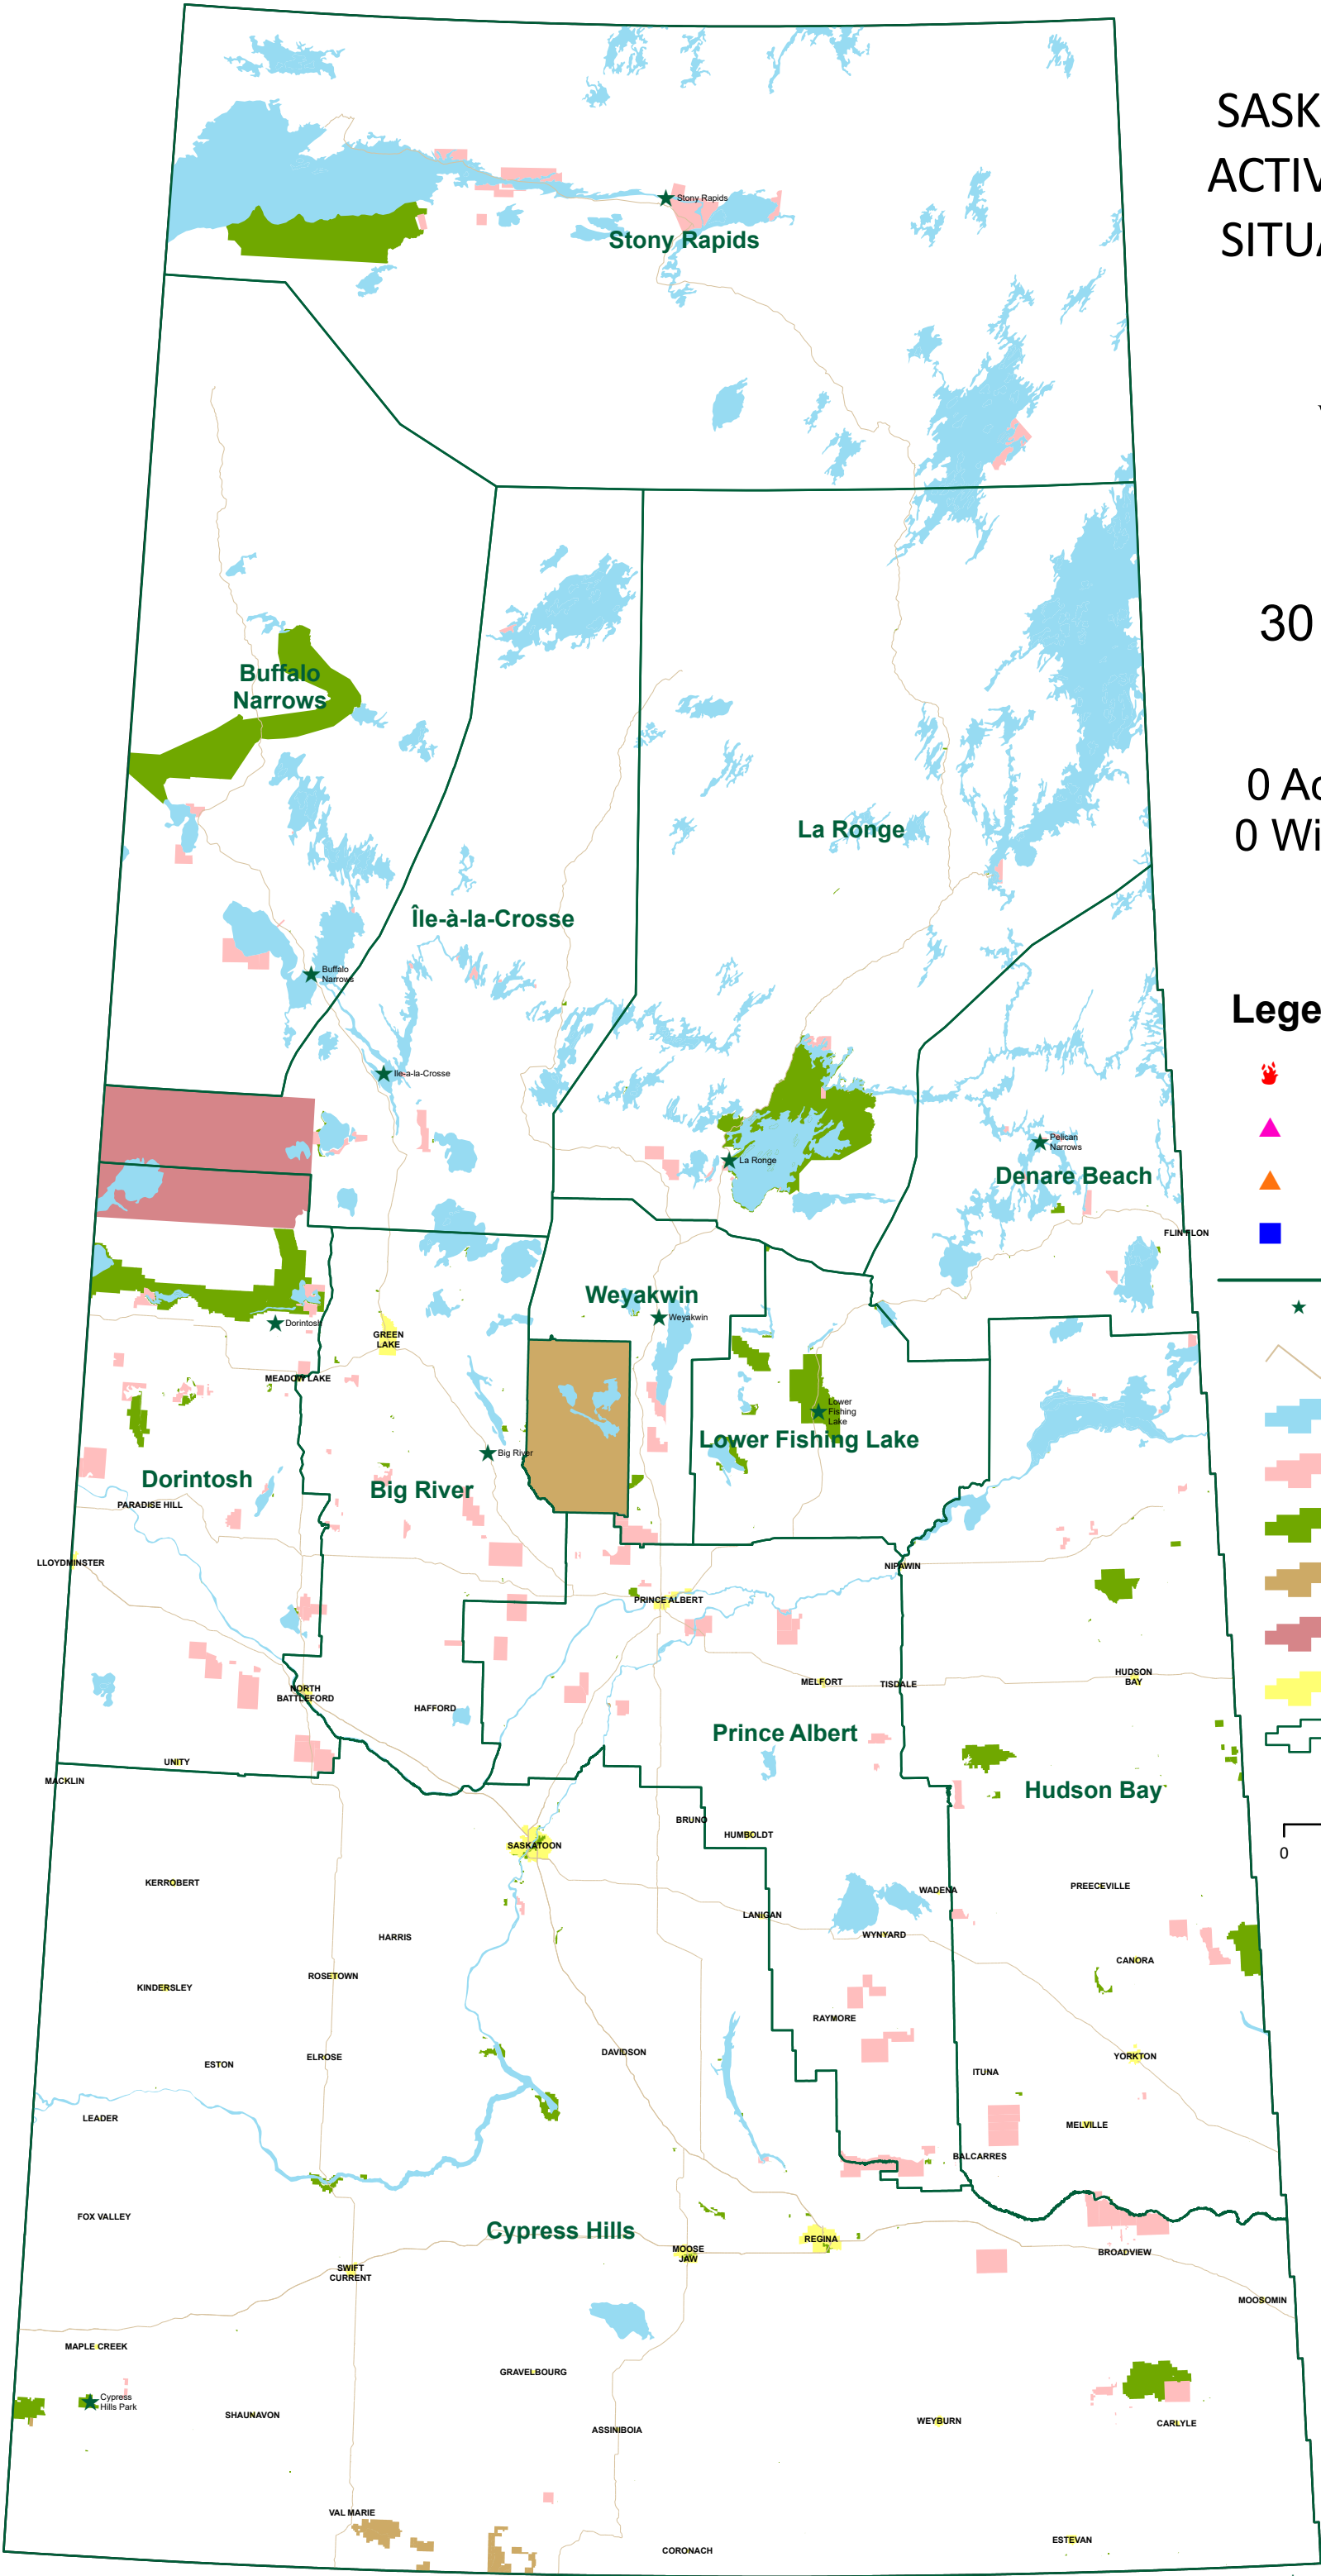 SASK
ACTIV
SITUA
Stony Rapids
Stony Rapids
30
Buffalo
Narrows
0 Ac
0 Wi
La Ronge
Île-à-la-Crosse
Buffalo
Narrows
Lege
Ile-a-la-Crosse
Pelican
Narrows
La Ronge
Denare Beach
FLIN FLON
Weyakwin
Weyakwin
Dorintosh
GREEN
LAKE
MEADOW LAKE
Lower
Fishing
Lake
Lower Fishing Lake
Big River
Dorintosh
Big River
PARADISE HILL
LLOYDMINSTER
NIPAWIN
PRINCE ALBERT
HUDSON
BAY
MELFORT
TISDALE
NORTH
BATTLEFORD
HAFFORD
Prince Albert
UNITY
MACKLIN
Hudson Bay
BRUNO
HUMBOLDT
SASKATOON
0
KERROBERT
PREECEVILLE
WADENA
LANIGAN
WYNYARD
HARRIS
CANORA
ROSETOWN
KINDERSLEY
RAYMORE
DAVIDSON
YORKTON
ELROSE
ESTON
ITUNA
LEADER
MELVILLE
BALCARRES
FOX VALLEY
Cypress Hills
REGINA
MOOSE
JAW
BROADVIEW
SWIFT
CURRENT
MOOSOMIN
MAPLE CREEK
GRAVELBOURG
Cypress
Hills Park
SHAUNAVON
WEYBURN
CARLYLE
ASSINIBOIA
VAL MARIE
ESTEVAN
CORONACH